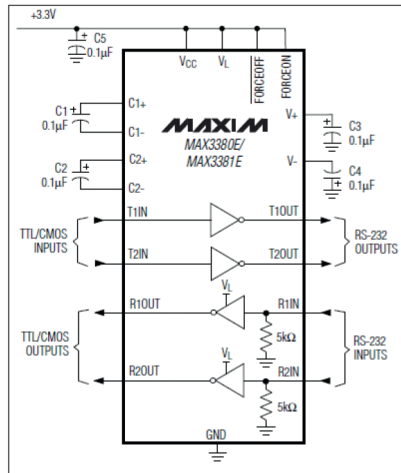 +3.3V
C5
0.1µF
VCC
VL
FORCEOFF
FORCEON
C1
0.1µF
C1+
C1-
C2
0.1µF
C2+
C2-
MAXIM
MAX3380E/
MAX3381E
V+
C3
0.1µF
V-
C4
0.1µF
TTL/CMOS
INPUTS
T1IN
T1OUT
T2IN
T2OUT
RS-232
OUTPUTS
TTL/CMOS
OUTPUTS
R1OUT
VL
R1IN
5kΩ
R2OUT
VL
R2IN
5kΩ
RS-232
INPUTS
GND